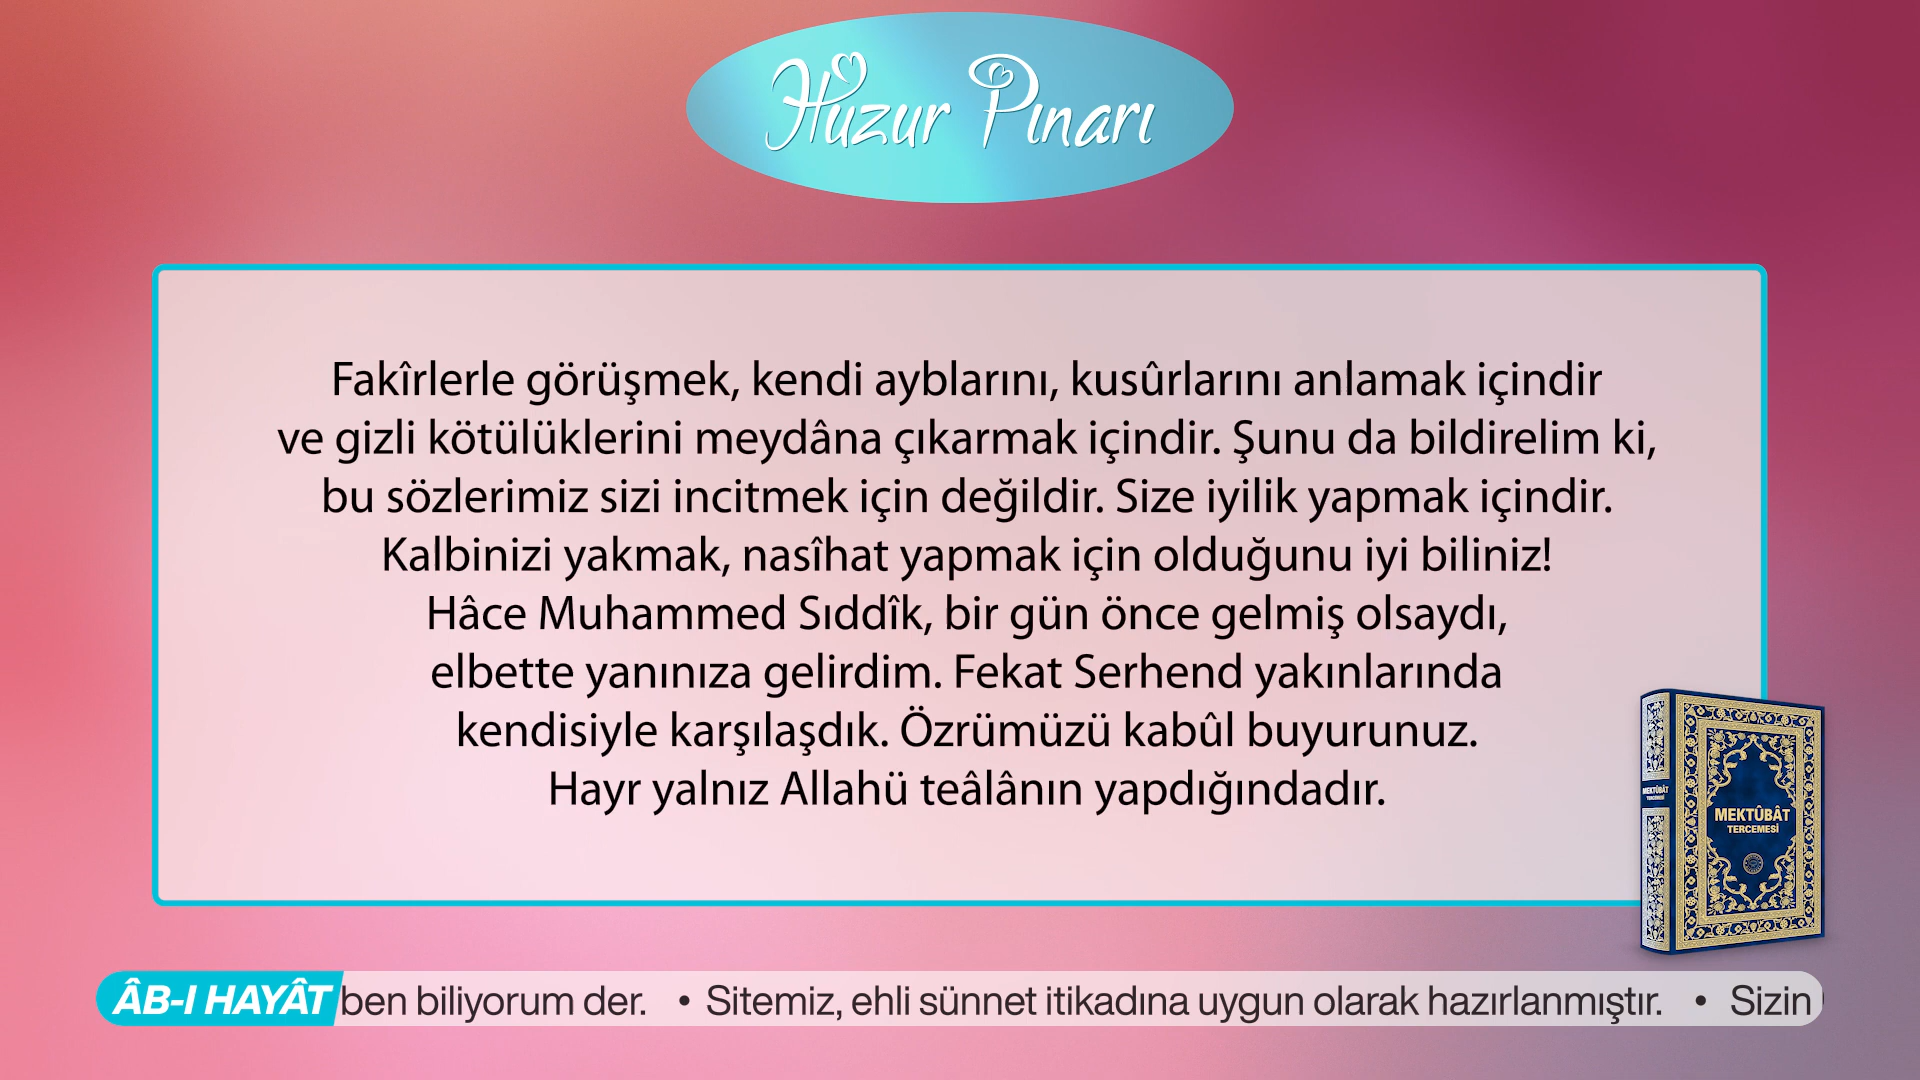 Huzur Pınarı
Fakîrlerle görüşmek, kendi ayblarını, kusûrlarını anlamak içindir
ve gizli kötülüklerini meydâna çıkarmak içindir. Şunu da bildirelim ki,
bu sözlerimiz sizi incitmek için değildir. Size iyilik yapmak içindir.
Kalbinizi yakmak, nasîhat yapmak için olduğunu iyi biliniz!
Hâce Muhammed Sıddîk, bir gün önce gelmiş olsaydı,
elbette yanınıza gelirdim. Fekat Serhend yakınlarında
kendisiyle karşılaşdık. Özrümüzü kabûl buyurunuz.
Hayr yalnız Allahü teâlânın yapdığındadır.
MEKTÛBÂT
TERCEMESİ
MEKTÛBÂT
TERCEMESİ
ÂB-I HAYÂT ben biliyorum der. • Sitemiz, ehli sünnet itikadına uygun olarak hazırlanmıştır. • Sizin